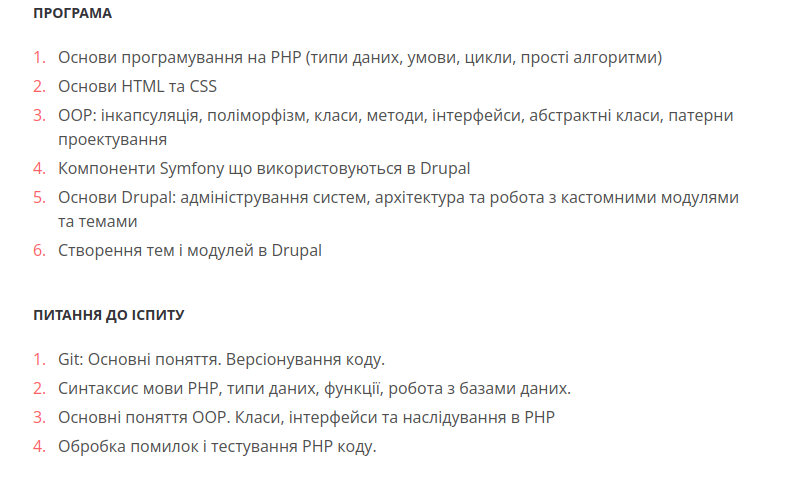 ПРОГРАМА
1. Основи програмування на PHP (типи даних, умови, цикли, прості алгоритми)
2. Основи HTML та CSS
3. OOP: інкапсуляція, поліморфізм, класи, методи, інтерфейси, абстрактні класи, патерни
проектування
4. Компоненти Symfony що використовуються в Drupal
5. Основи Drupal: адміністрування систем, архітектура та робота з кастомними модулями
та темами
6. Створення тем і модулей в Drupal
ПИТАННЯ ДО ІСПИТУ
1. Git: Основні поняття. Версіонування коду.
2. Синтаксис мови PHP, типи даних, функції, робота з базами даних.
3. Основні поняття ООР. Класи, інтерфейси та наслідування в PHP
4. Обробка помилок і тестування PHP коду.